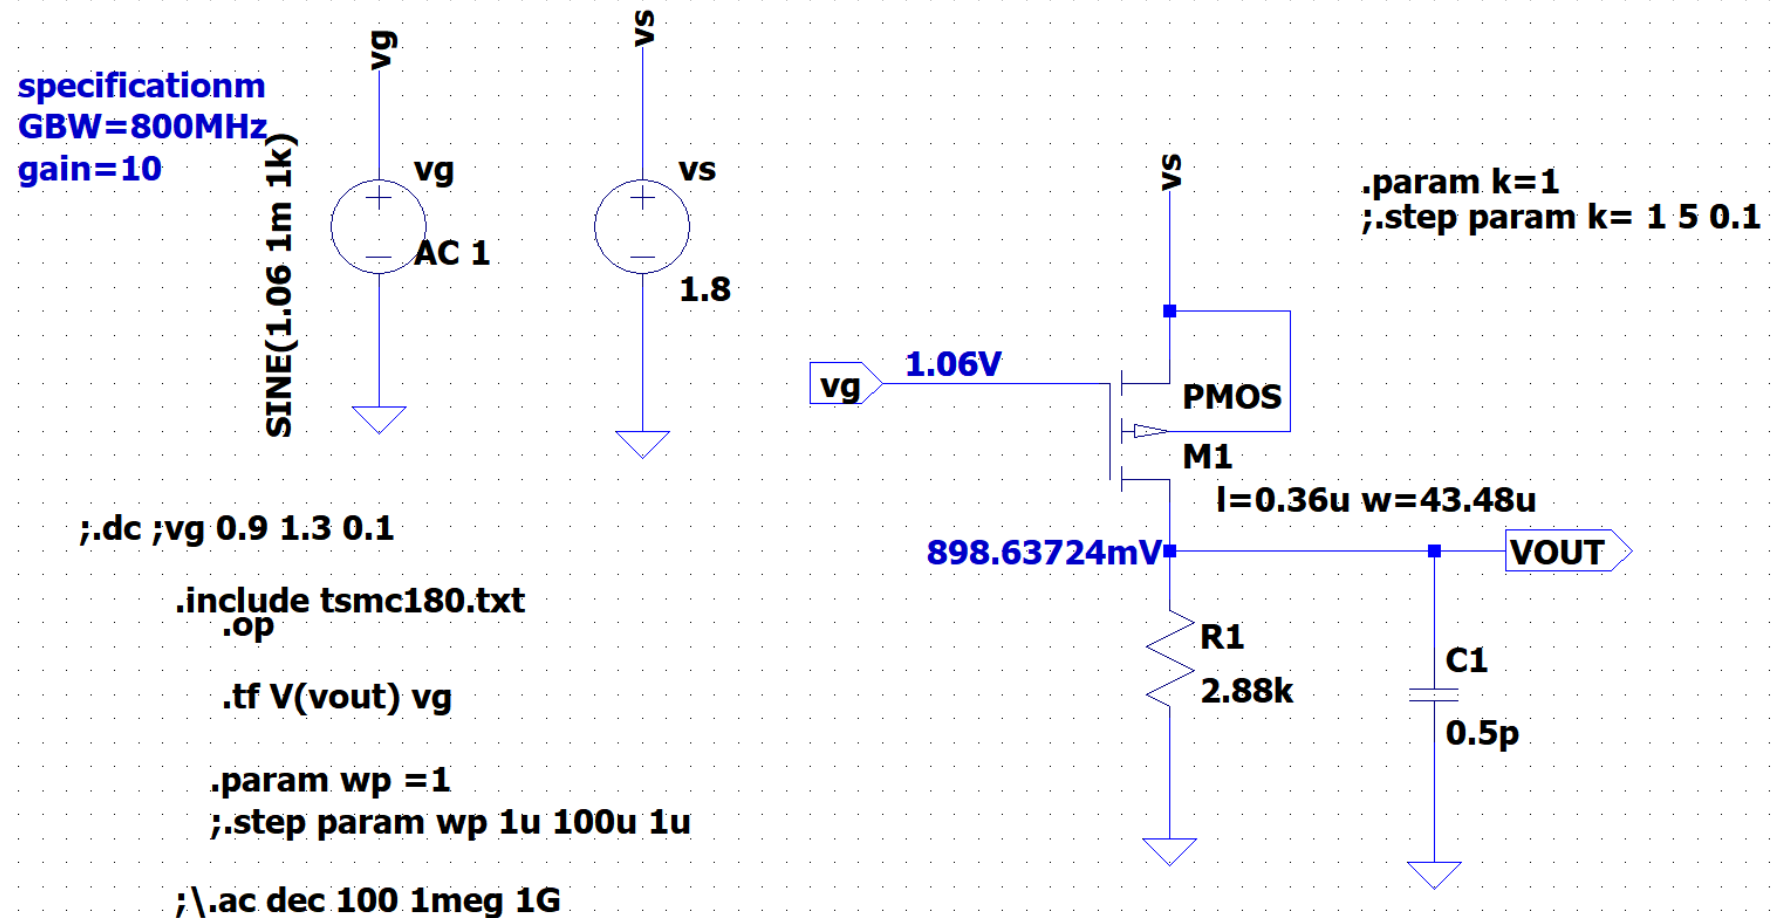 specificationm
GBW=800MHz
gain=10
vg
SINE(1.06 1m 1k)
vg
AC 1
vs
vs
1.8
vs
.param k=1
;.step param k= 1 5 0.1
vg
1.06V
PMOS
M1
l=0.36u w=43.48u
898.63724mV
VOUT
R1
2.88k
C1
0.5p
;.dc ;vg 0.9 1.3 0.1
.include tsmc180.txt
.op
.tf V(vout) vg
.param wp =1
;.step param wp 1u 100u 1u
;\.ac dec 100 1meg 1G